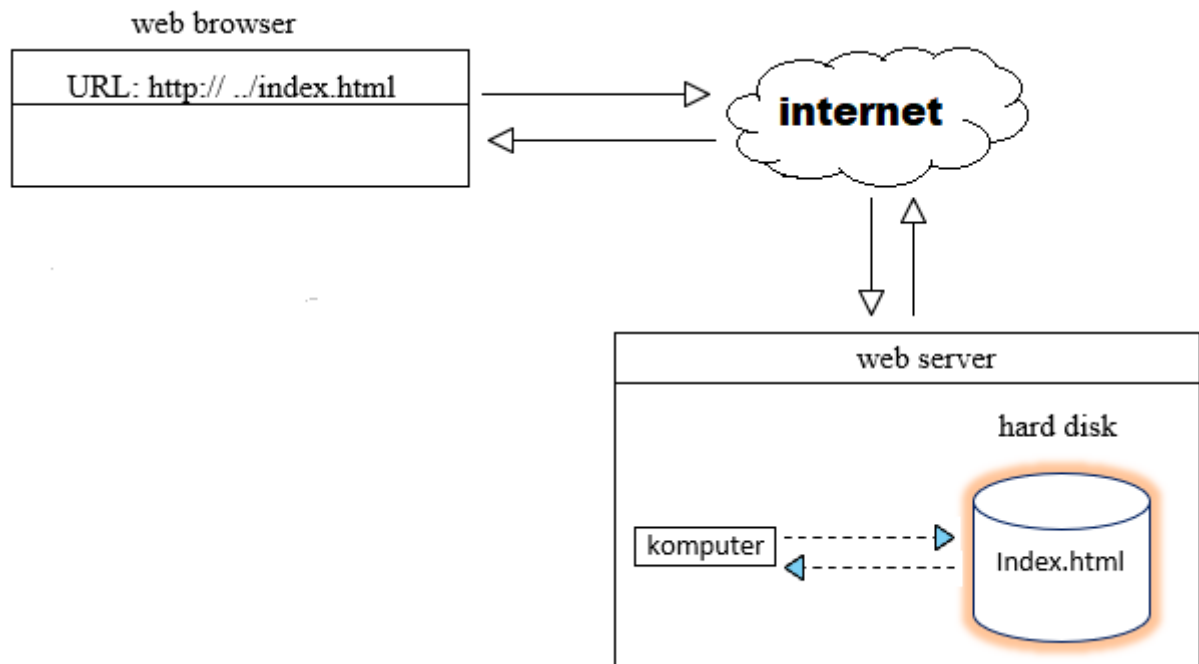 web browser
URL: http:// ../index.html
internet
web server
hard disk
komputer
Index.html